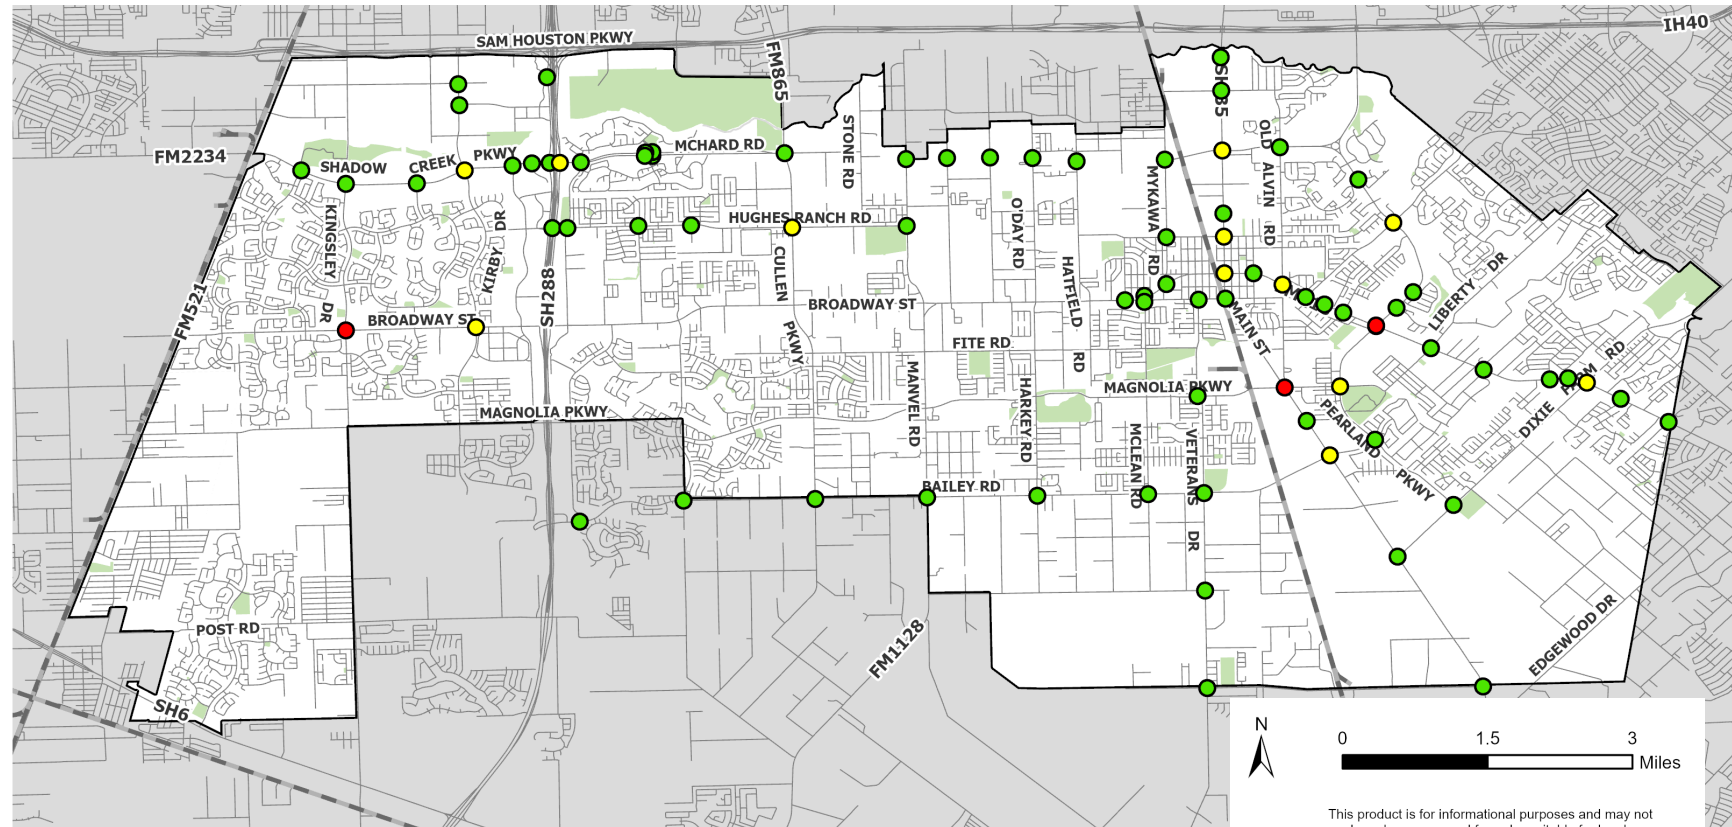 SAM HOUSTON PKWY
IH40
FM865
SH35
FM2234
SHADOW
CREEK
PKWY
MCHARD RD
STONE RD
OLD
ALVIN
RD
KINGSLEY
DR
KIRBY DR
HUGHES RANCH RD
CULLEN
PKWY
O'DAY RD
MYKAWA
RD
HATFIELD
RD
SH288
FM521
BROADWAY ST
BROADWAY ST
MAIN ST
LIBERTY DR
FITE RD
MANVEL RD
HARKEY RD
MAGNOLIA PKWY
MAGNOLIA PKWY
PEARLAND
PKWY
DIXIE FARM RD
MCLEAN RD
VETERANS
DR
BAILEY RD
POST RD
SH6
FM1128
EDGEWOOD DR
N
0 1.5 3
Miles
This product is for informational purposes and may not